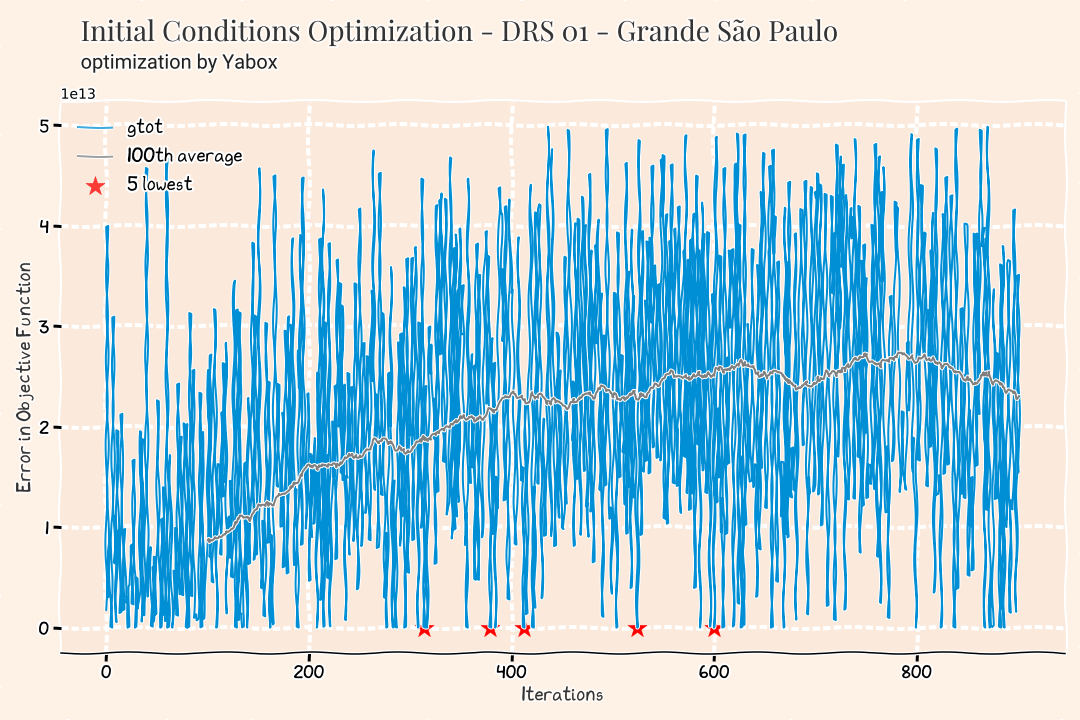 Initial Conditions Optimization - DRS 01 - Grande São Paulo
optimization by Yabox
1e13
gtot
100th average
5 lowest
5
4
3
2
1
0
Error in Objective Function
0 200 400 600 800
Iterations